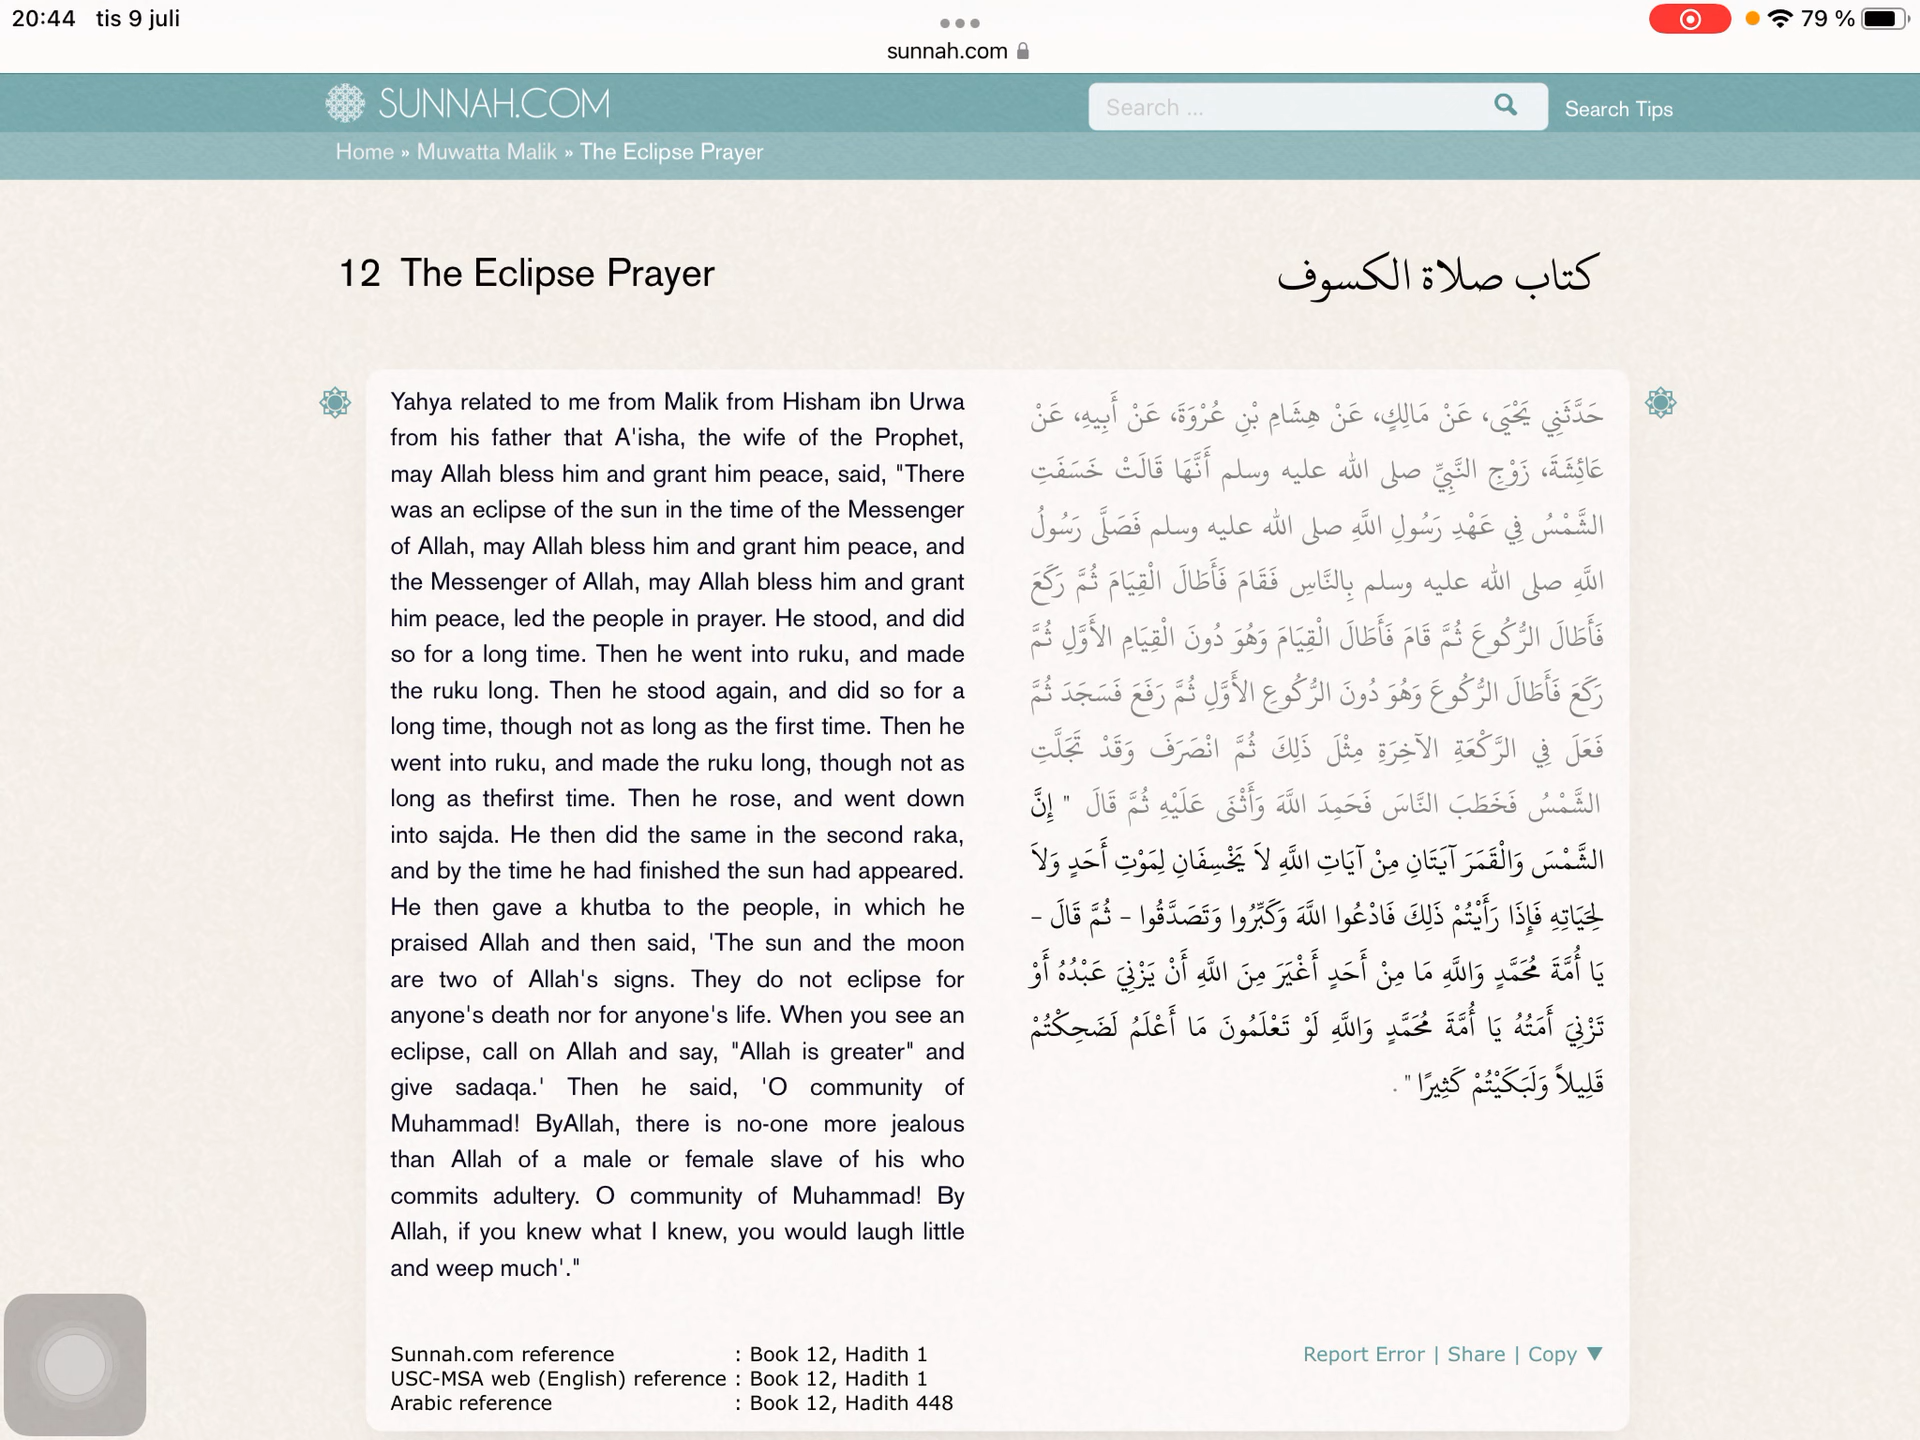 20:44 tis 9 juli
79 %
sunnah.com
SUNNAH.COM
Search ...
Search Tips
Home » Muwatta Malik » The Eclipse Prayer
12 The Eclipse Prayer
كتاب صلاة الكسوف
Yahya related to me from Malik from Hisham ibn Urwa
from his father that A'isha, the wife of the Prophet,
may Allah bless him and grant him peace, said, "There
was an eclipse of the sun in the time of the Messenger
of Allah, may Allah bless him and grant him peace, and
the Messenger of Allah, may Allah bless him and grant
him peace, led the people in prayer. He stood, and did
so for a long time. Then he went into ruku, and made
the ruku long. Then he stood again, and did so for a
long time, though not as long as the first time. Then he
went into ruku, and made the ruku long, though not as
long as thefirst time. Then he rose, and went down
into sajda. He then did the same in the second raka,
and by the time he had finished the sun had appeared.
He then gave a khutba to the people, in which he
praised Allah and then said, 'The sun and the moon
are two of Allah's signs. They do not eclipse for
anyone's death nor for anyone's life. When you see an
eclipse, call on Allah and say, "Allah is greater" and
give sadaqa.' Then he said, 'O community of
Muhammad! ByAllah, there is no-one more jealous
than Allah of a male or female slave of his who
commits adultery. O community of Muhammad! By
Allah, if you knew what I knew, you would laugh little
and weep much'."
حَدَّثَنِي يَحْيَى، عَنْ مَالِكٍ، عَنْ هِشَامِ بْنِ عُرْوَةَ، عَنْ أَبِيهِ، عَنْ
عَائِشَةَ، زَوْجِ النَّبِيِّ صلى الله عليه وسلم أَنَّهَا قَالَتْ خَسَفَتِ
الشَّمْسُ فِي عَهْدِ رَسُولِ اللَّهِ صلى الله عليه وسلم فَصَلَّى رَسُولُ
اللَّهِ صلى الله عليه وسلم بِالنَّاسِ فَقَامَ فَأَطَالَ الْقِيَامَ ثُمَّ رَكَعَ
فَأَطَالَ الرُّكُوعَ ثُمَّ قَامَ فَأَطَالَ الْقِيَامَ وَهُوَ دُونَ الْقِيَامِ الأَوَّلِ ثُمَّ
رَكَعَ فَأَطَالَ الرُّكُوعَ وَهُوَ دُونَ الرُّكُوعِ الأَوَّلِ ثُمَّ رَفَعَ فَسَجَدَ ثُمَّ
فَعَلَ فِي الرَّكْعَةِ الآخِرَةِ مِثْلَ ذَلِكَ ثُمَّ انْصَرَفَ وَقَدْ تَجَلَّتِ
الشَّمْسُ فَخَطَبَ النَّاسَ فَحَمِدَ اللَّهَ وَأَثْنَى عَلَيْهِ ثُمَّ قَالَ ‏"‏ إِنَّ
الشَّمْسَ وَالْقَمَرَ آيَتَانِ مِنْ آيَاتِ اللَّهِ لاَ يَخْسِفَانِ لِمَوْتِ أَحَدٍ وَلاَ
لِحَيَاتِهِ فَإِذَا رَأَيْتُمْ ذَلِكَ فَادْعُوا اللَّهَ وَكَبِّرُوا وَتَصَدَّقُوا - ثُمَّ قَالَ -
يَا أُمَّةَ مُحَمَّدٍ وَاللَّهِ مَا مِنْ أَحَدٍ أَغْيَرَ مِنَ اللَّهِ أَنْ يَزْنِيَ عَبْدُهُ أَوْ
تَزْنِيَ أَمَتُهُ يَا أُمَّةَ مُحَمَّدٍ وَاللَّهِ لَوْ تَعْلَمُونَ مَا أَعْلَمُ لَضَحِكْتُمْ
قَلِيلاً وَلَبَكَيْتُمْ كَثِيرًا ‏"‏ ‏.‏
Sunnah.com reference : Book 12, Hadith 1
USC-MSA web (English) reference : Book 12, Hadith 1
Arabic reference : Book 12, Hadith 448
Report Error | Share | Copy ▼